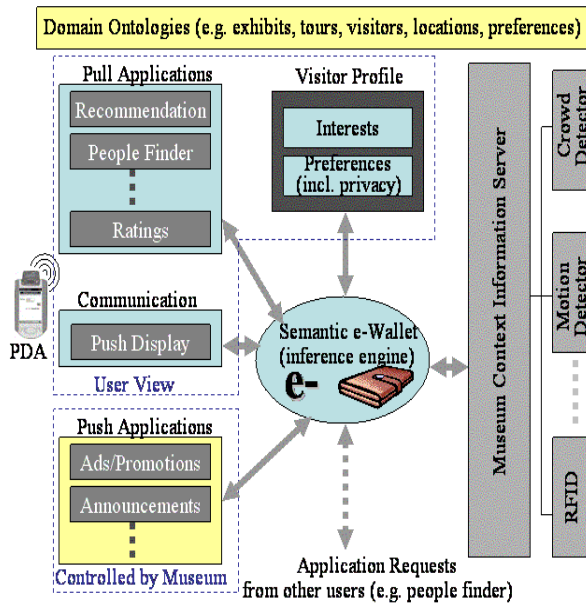 Domain Ontologies (e.g. exhibits, tours, visitors, locations, preferences)
Pull Applications
Recommendation
People Finder
Ratings
Visitor Profile
Interests
Preferences
(incl. privacy)
Museum Context Information Server
Crowd
Detector
Motion
Detector
RFID
PDA
Communication
Push Display
User View
Semantic e-Wallet
(inference engine)
e-
Push Applications
Ads/Promotions
Announcements
Controlled by Museum
Application Requests
from other users (e.g. people finder)